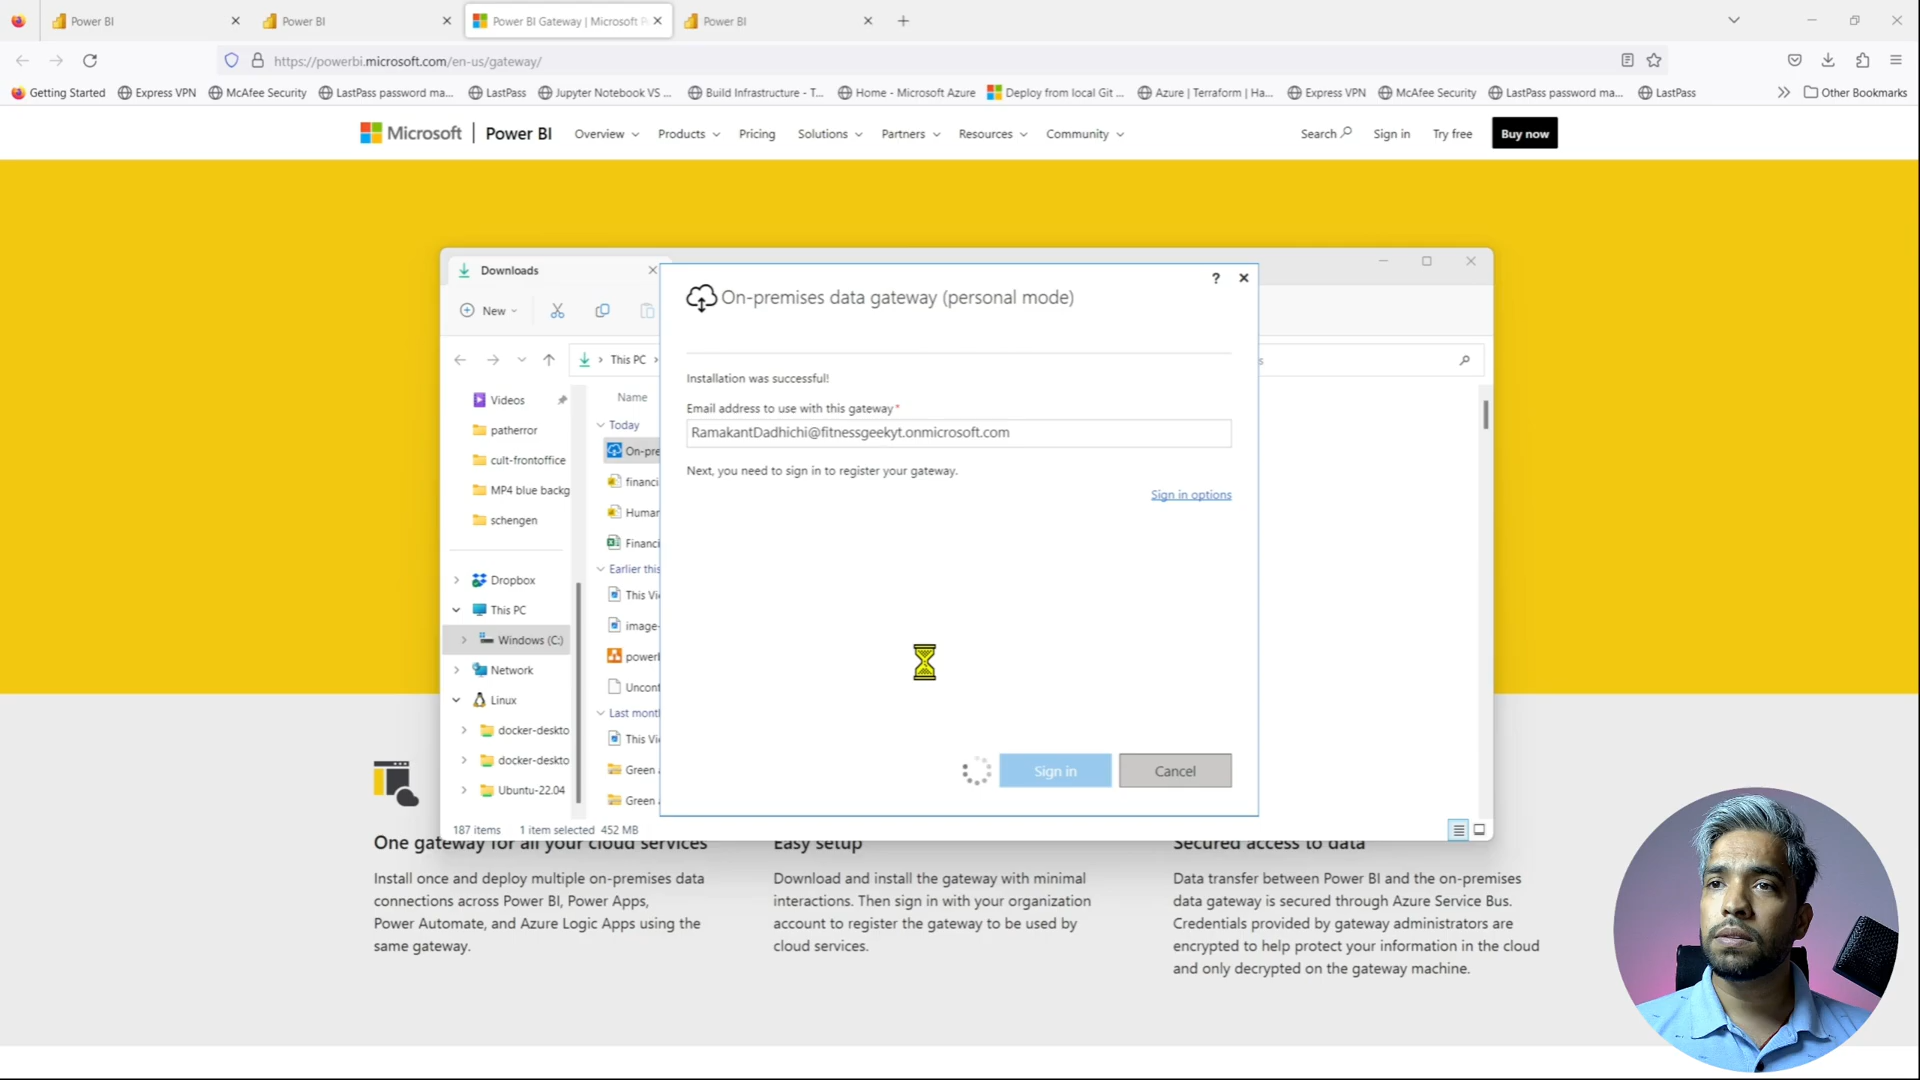 Power BI
Power BI
Power BI Gateway | Microsoft P
Power BI
https://powerbi.microsoft.com/en-us/gateway/
Getting Started
Express VPN
McAfee Security
LastPass password ma...
LastPass
Jupyter Notebook VS ...
Build Infrastructure - T...
Home - Microsoft Azure
Deploy from local Git ...
Azure | Terraform | Ha...
Express VPN
McAfee Security
LastPass password ma...
LastPass
Other Bookmarks
Microsoft
Power BI
Overview
Products
Pricing
Solutions
Partners
Resources
Community
Search
Sign in
Try free
Buy now
Downloads
New
This PC
Videos
patherror
cult-frontoffice
MP4 blue backg
schengen
Dropbox
This PC
Windows (C:)
Network
Linux
docker-deskto
docker-deskto
Ubuntu-22.04
Name
Today
On-pre
financi
Human
Financi
Earlier this
This Vi
image-
powerl
Uncont
Last mont
This Vi
Green
Green
187 items 1 item selected 452 MB
?
On-premises data gateway (personal mode)
Installation was successful!
Email address to use with this gateway*
RamakantDadhichi@fitnessgeekyt.onmicrosoft.com
Next, you need to sign in to register your gateway.
Sign in options
Sign in
Cancel
One gateway for all your cloud services
Install once and deploy multiple on-premises data
connections across Power BI, Power Apps,
Power Automate, and Azure Logic Apps using the
same gateway.
Easy setup
Download and install the gateway with minimal
interactions. Then sign in with your organization
account to register the gateway to be used by
cloud services.
Secured access to data
Data transfer between Power BI and the on-premises
data gateway is secured through Azure Service Bus.
Credentials provided by gateway administrators are
encrypted to help protect your information in the cloud
and only decrypted on the gateway machine.